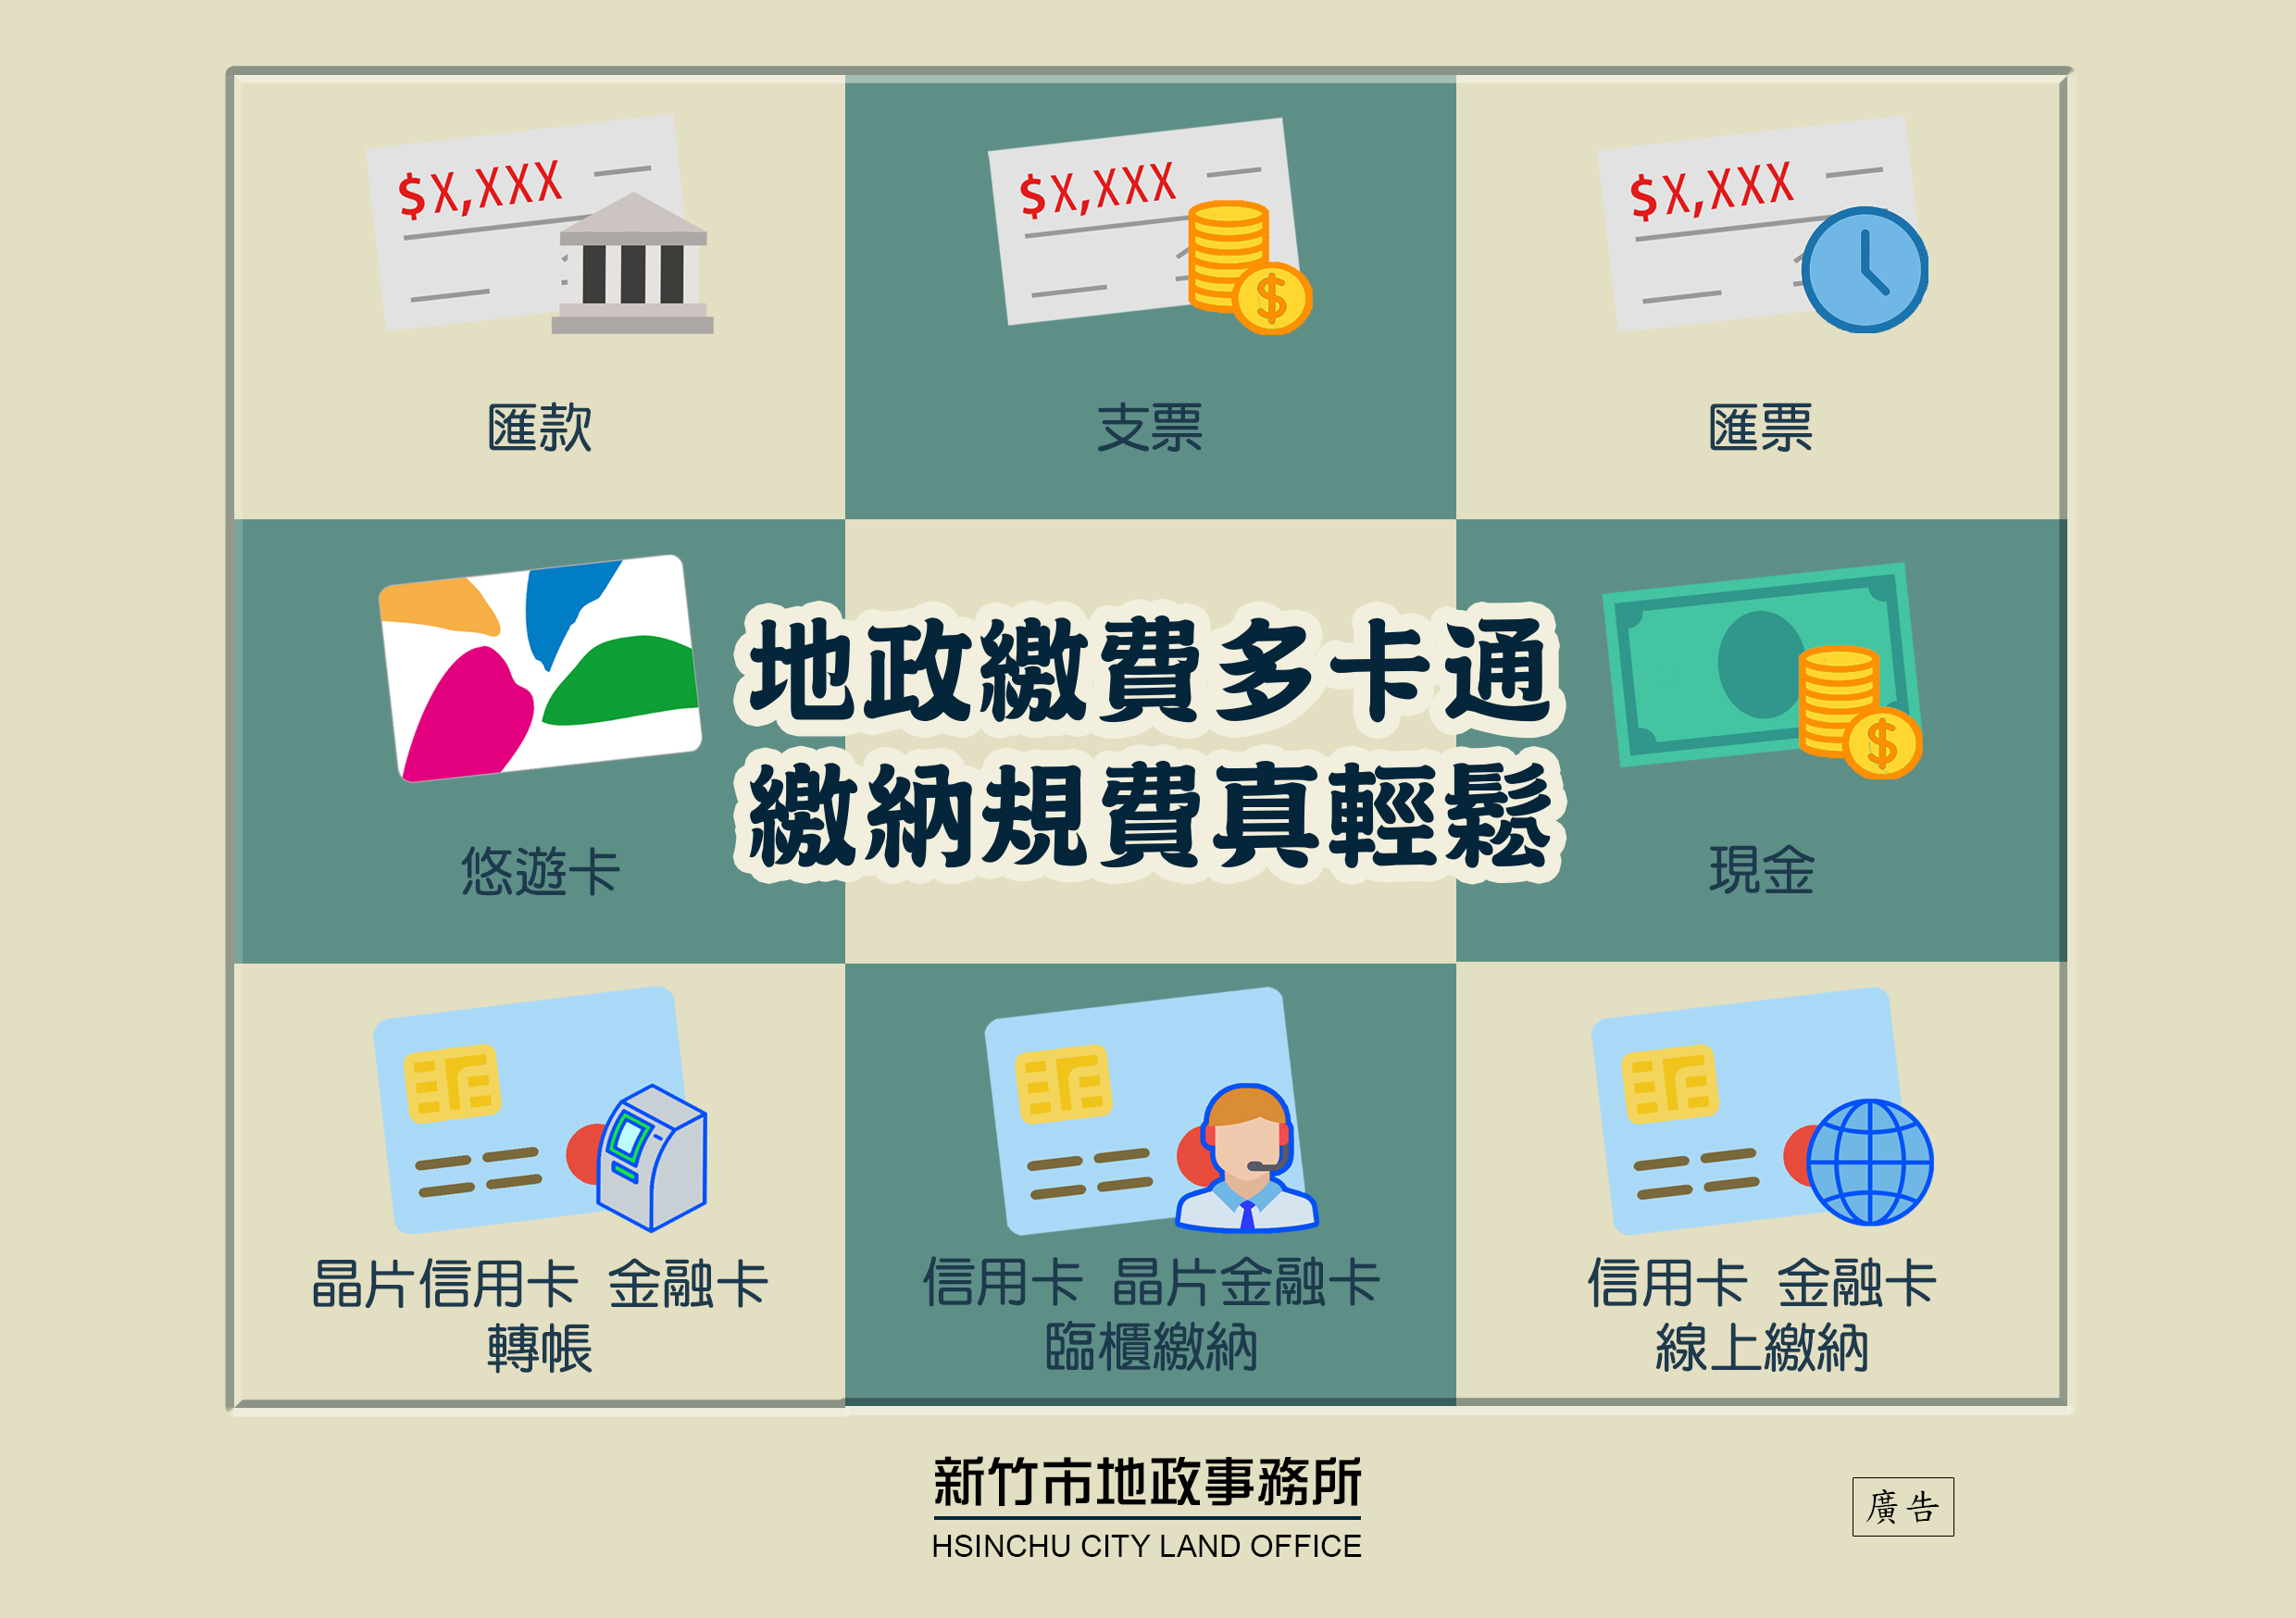 $X,XXX
匯款
$X,XXX
支票
$X,XXX
匯票
悠遊卡
地政繳費多卡通
繳納規費真輕鬆
現金
晶片信用卡 金融卡
轉帳
信用卡 晶片金融卡
臨櫃繳納
信用卡 金融卡
線上繳納
新竹市地政事務所
HSINCHU CITY LAND OFFICE
廣告